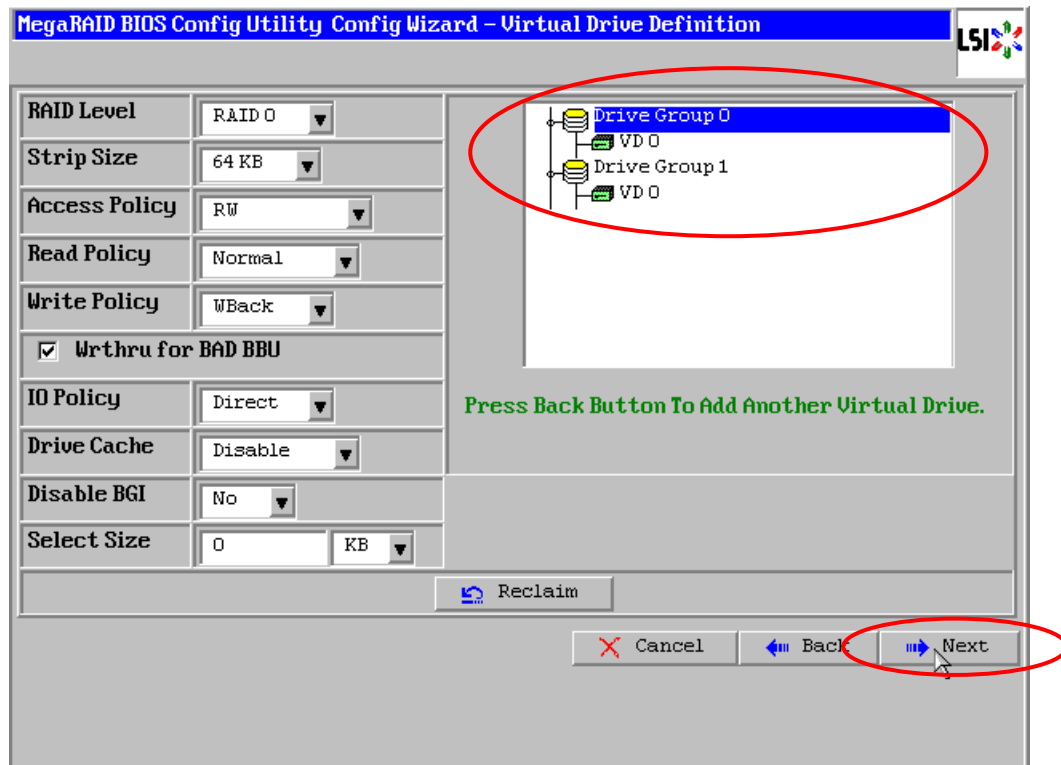 MegaRAID BIOS Config Utility Config Wizard – Virtual Drive Definition
LSI
RAID Level RAID 0
Strip Size 64 KB
Access Policy RW
Read Policy Normal
Write Policy WBack
Wrthru for BAD BBU
IO Policy Direct
Drive Cache Disable
Disable BGI No
Select Size 0 KB
Drive Group 0
VD 0
Drive Group 1
VD 0
Press Back Button To Add Another Virtual Drive.
Reclaim
Cancel Back Next